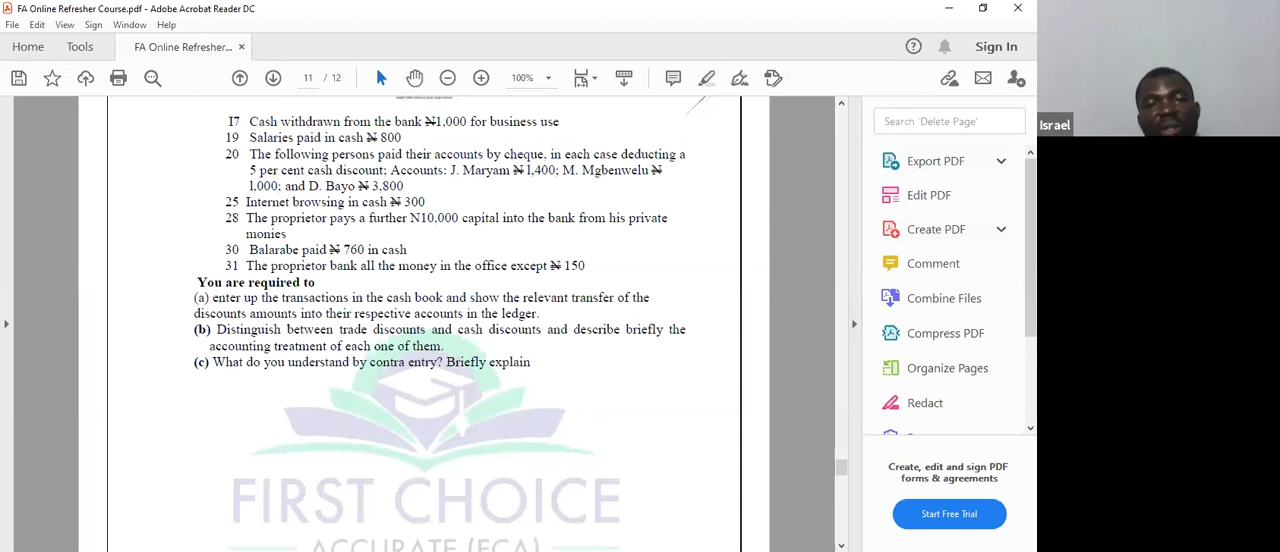 FA Online Refresher Course.pdf - Adobe Acrobat Reader DC
File Edit View Sign Window Help
Home Tools FA Online Refresher... × Sign In
11 / 12 100%
17 Cash withdrawn from the bank ₦1,000 for business use
19 Salaries paid in cash ₦ 800
20 The following persons paid their accounts by cheque, in each case deducting a
5 per cent cash discount; Accounts: J. Maryam ₦ 1,400; M. Mgbenwelu ₦
1,000; and D. Bayo ₦ 3,800
25 Internet browsing in cash ₦ 300
28 The proprietor pays a further N10,000 capital into the bank from his private
monies
30 Balarabe paid ₦ 760 in cash
31 The proprietor bank all the money in the office except ₦ 150
You are required to
(a) enter up the transactions in the cash book and show the relevant transfer of the
discounts amounts into their respective accounts in the ledger.
(b) Distinguish between trade discounts and cash discounts and describe briefly the
accounting treatment of each one of them.
(c) What do you understand by contra entry? Briefly explain
FIRST CHOICE
ACCURATE (FCA)
Search 'Delete Page'
Export PDF
Edit PDF
Create PDF
Comment
Combine Files
Compress PDF
Organize Pages
Redact
Create, edit and sign PDF
forms & agreements
Start Free Trial
Israel